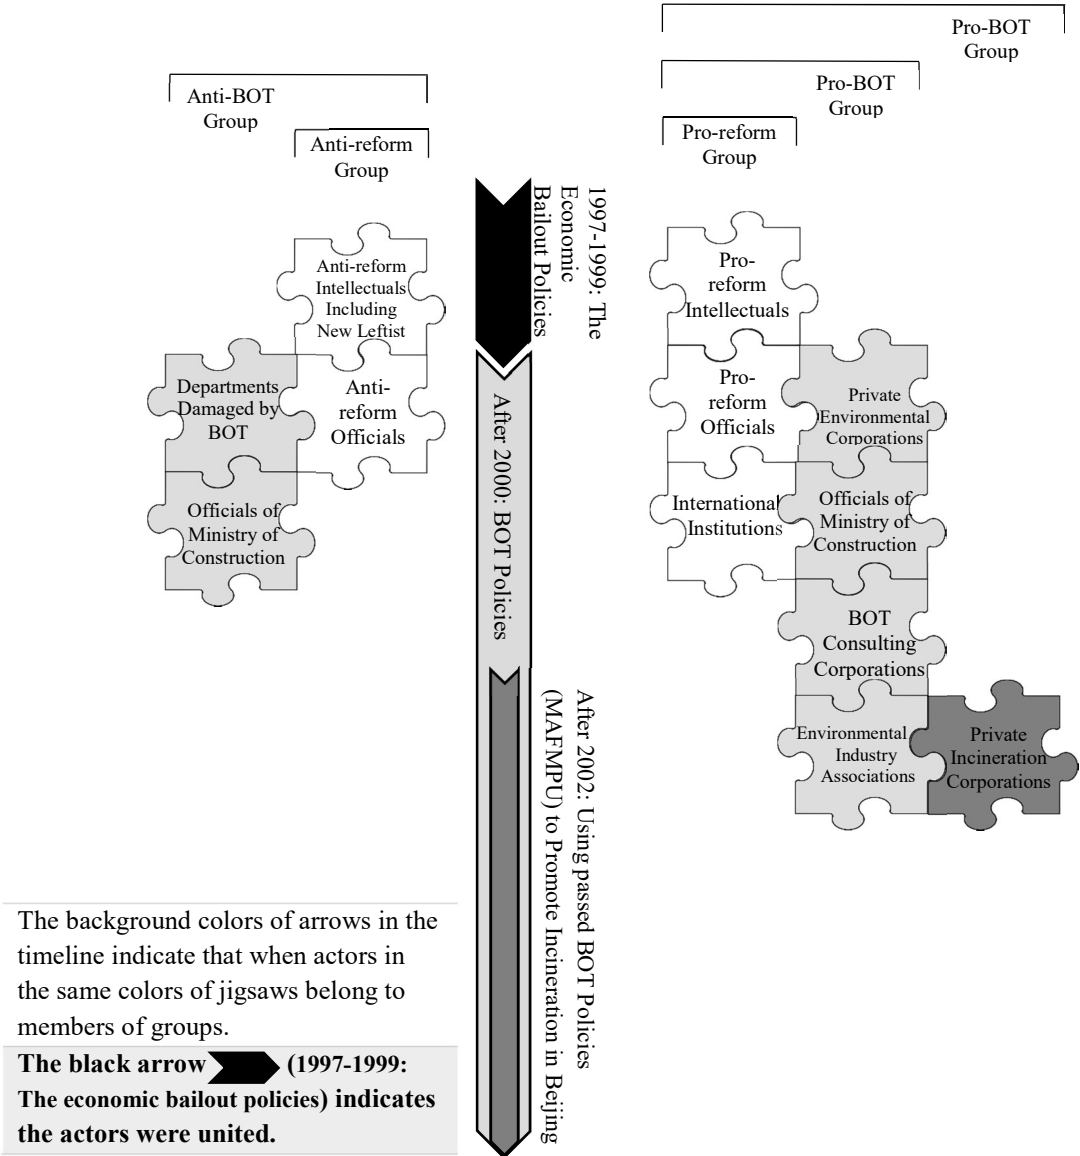 Pro-BOT
Group
Pro-BOT
Group
Anti-BOT
Group
Pro-reform
Group
Anti-reform
Group
1997-1999: The
Economic
Bailout Policies
Anti-reform
Intellectuals
Including
New Leftist
Pro-
reform
Intellectuals
Departments
Damaged by
BOT
Anti-
reform
Officials
Pro-
reform
Officials
Private
Environmental
Corporations
After 2000: BOT Policies
Officials of
Ministry of
Construction
International
Institutions
Officials of
Ministry of
Construction
BOT
Consulting
Corporations
After 2002: Using passed BOT Policies
(MAFMPU) to Promote Incineration in Beijing
Environmental
Industry
Associations
Private
Incineration
Corporations
The background colors of arrows in the
timeline indicate that when actors in
the same colors of jigsaws belong to
members of groups.
The black arrow (1997-1999:
The economic bailout policies) indicates
the actors were united.